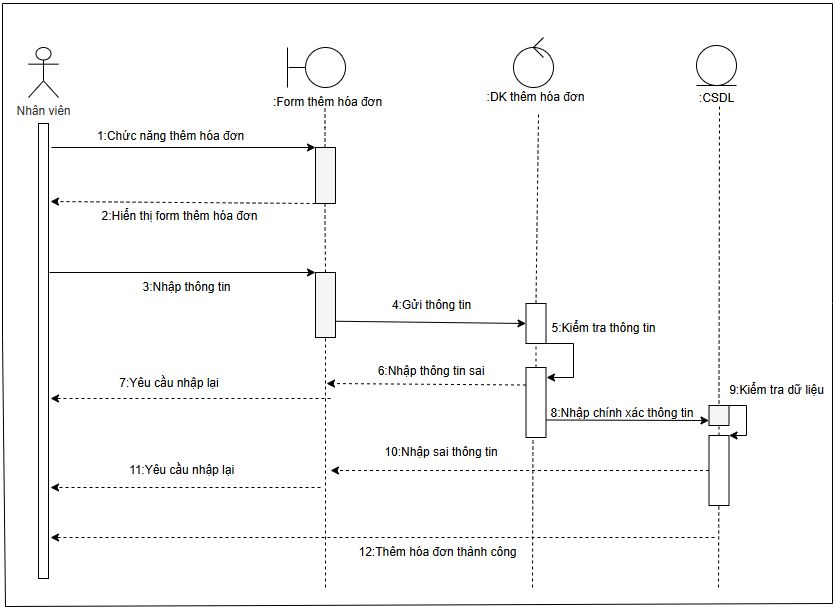 Nhân viên
:Form thêm hóa đơn
:DK thêm hóa đơn
:CSDL
1:Chức năng thêm hóa đơn
2:Hiển thị form thêm hóa đơn
3:Nhập thông tin
4:Gửi thông tin
5:Kiểm tra thông tin
6:Nhập thông tin sai
7:Yêu cầu nhập lại
8:Nhập chính xác thông tin
9:Kiểm tra dữ liệu
10:Nhập sai thông tin
11:Yêu cầu nhập lại
12:Thêm hóa đơn thành công